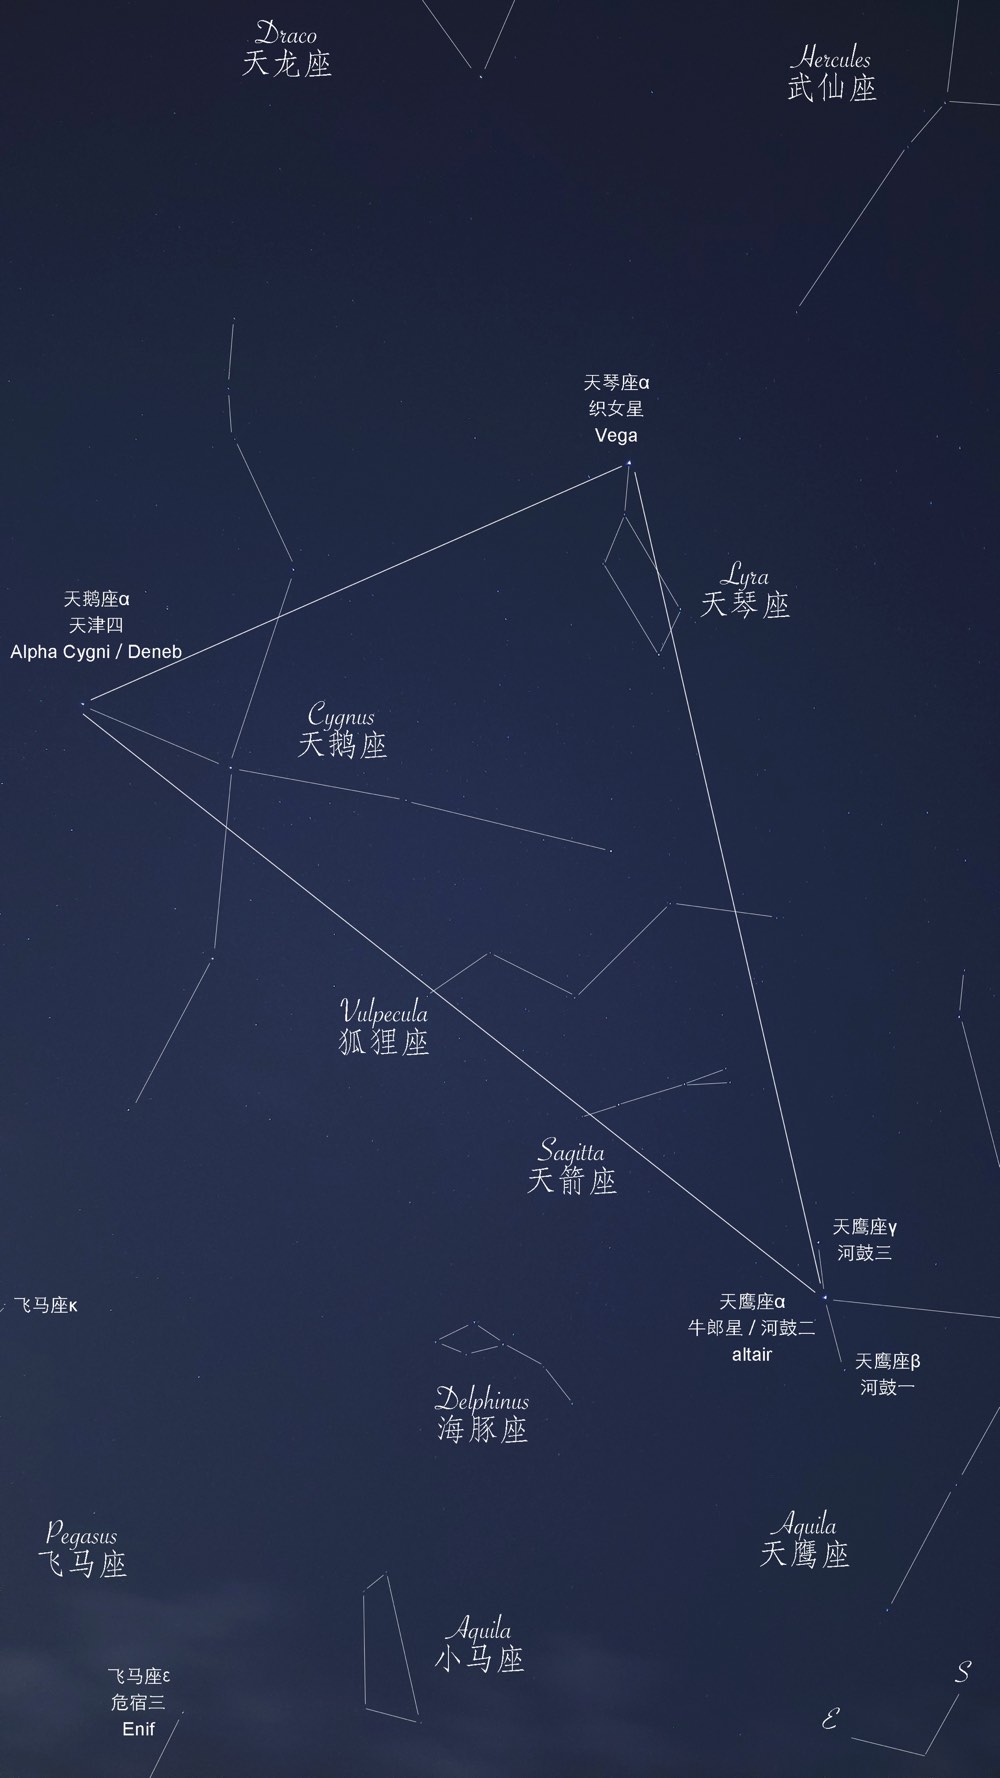 Draco
天龙座
Hercules
武仙座
天琴座α
织女星
Vega
Lyra
天琴座
天鹅座α
天津四
Alpha Cygni / Deneb
Cygnus
天鹅座
Vulpecula
狐狸座
Sagitta
天箭座
天鹰座γ
河鼓三
飞马座κ
天鹰座α
牛郎星 / 河鼓二
altair
天鹰座β
河鼓一
Delphinus
海豚座
Pegasus
飞马座
Aquila
天鹰座
Aquila
小马座
飞马座ε
危宿三
Enif
S
E